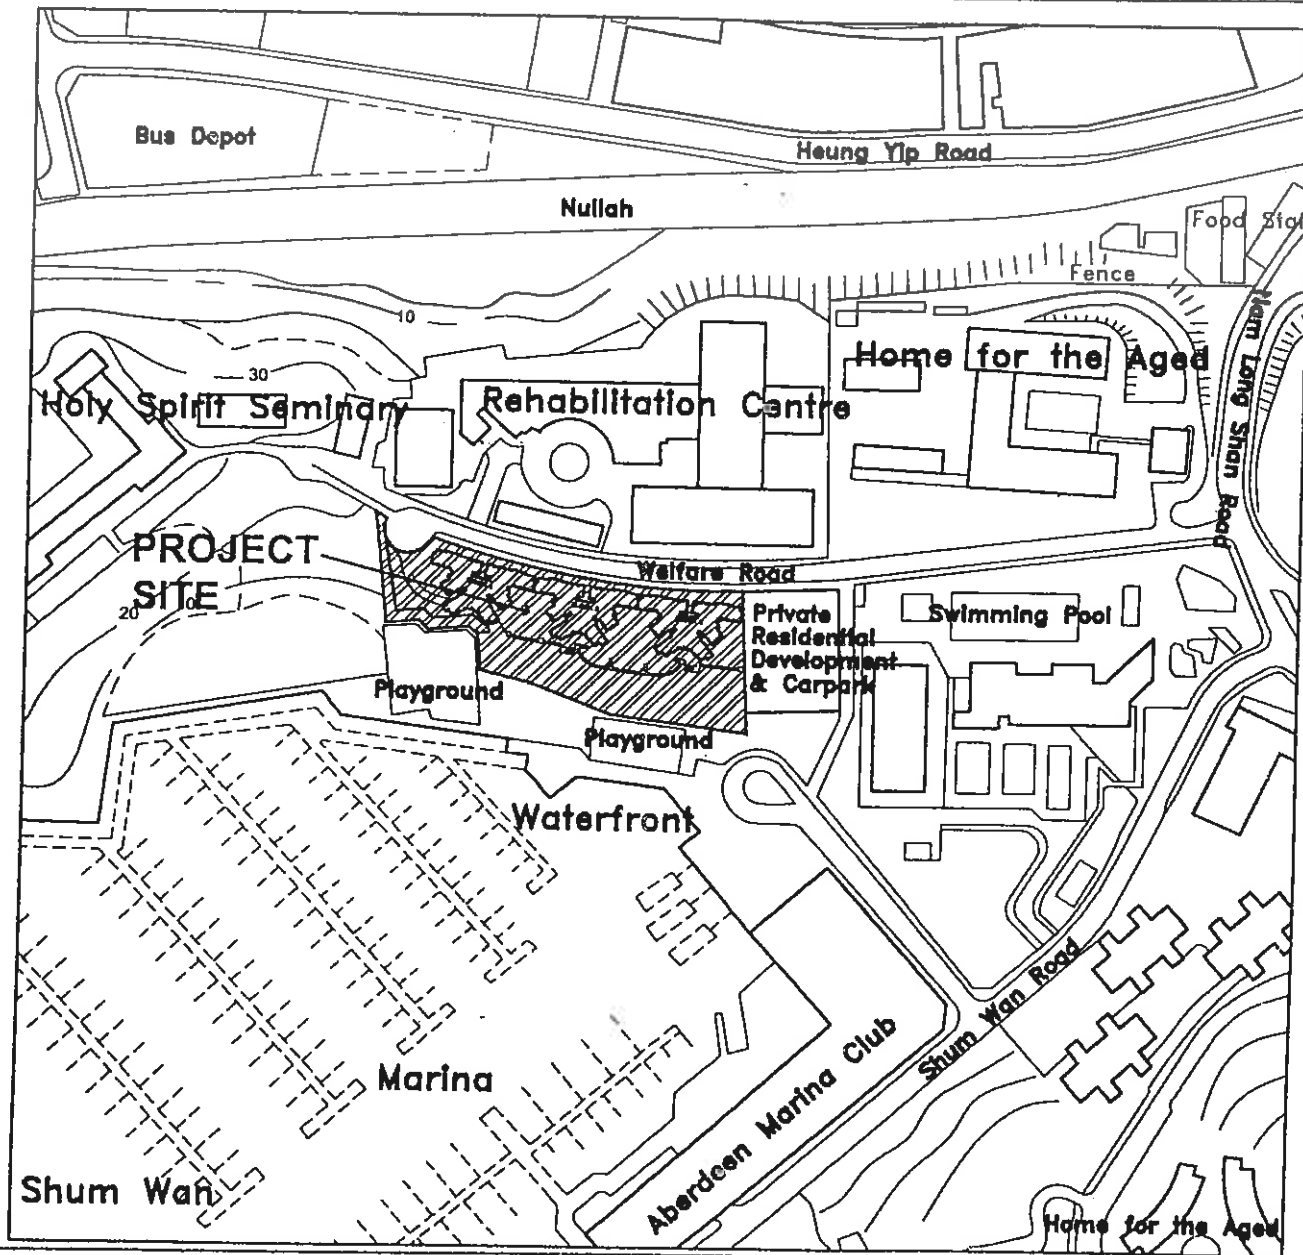 Bus Depot
Heung Yip Road
Nullah
Fence
10
Home for the Aged
30
Holy Spirit Seminary
Rehabilitation Centre
Nam Long Shan Road
PROJECT
SITE
20
Welfare Road
Private
Residential
Development
& Carpark
Swimming Pool
Playground
Playground
Waterfront
Marina
Shum Wan Road
Aberdeen Marina Club
Shum Wan
Home for the Aged